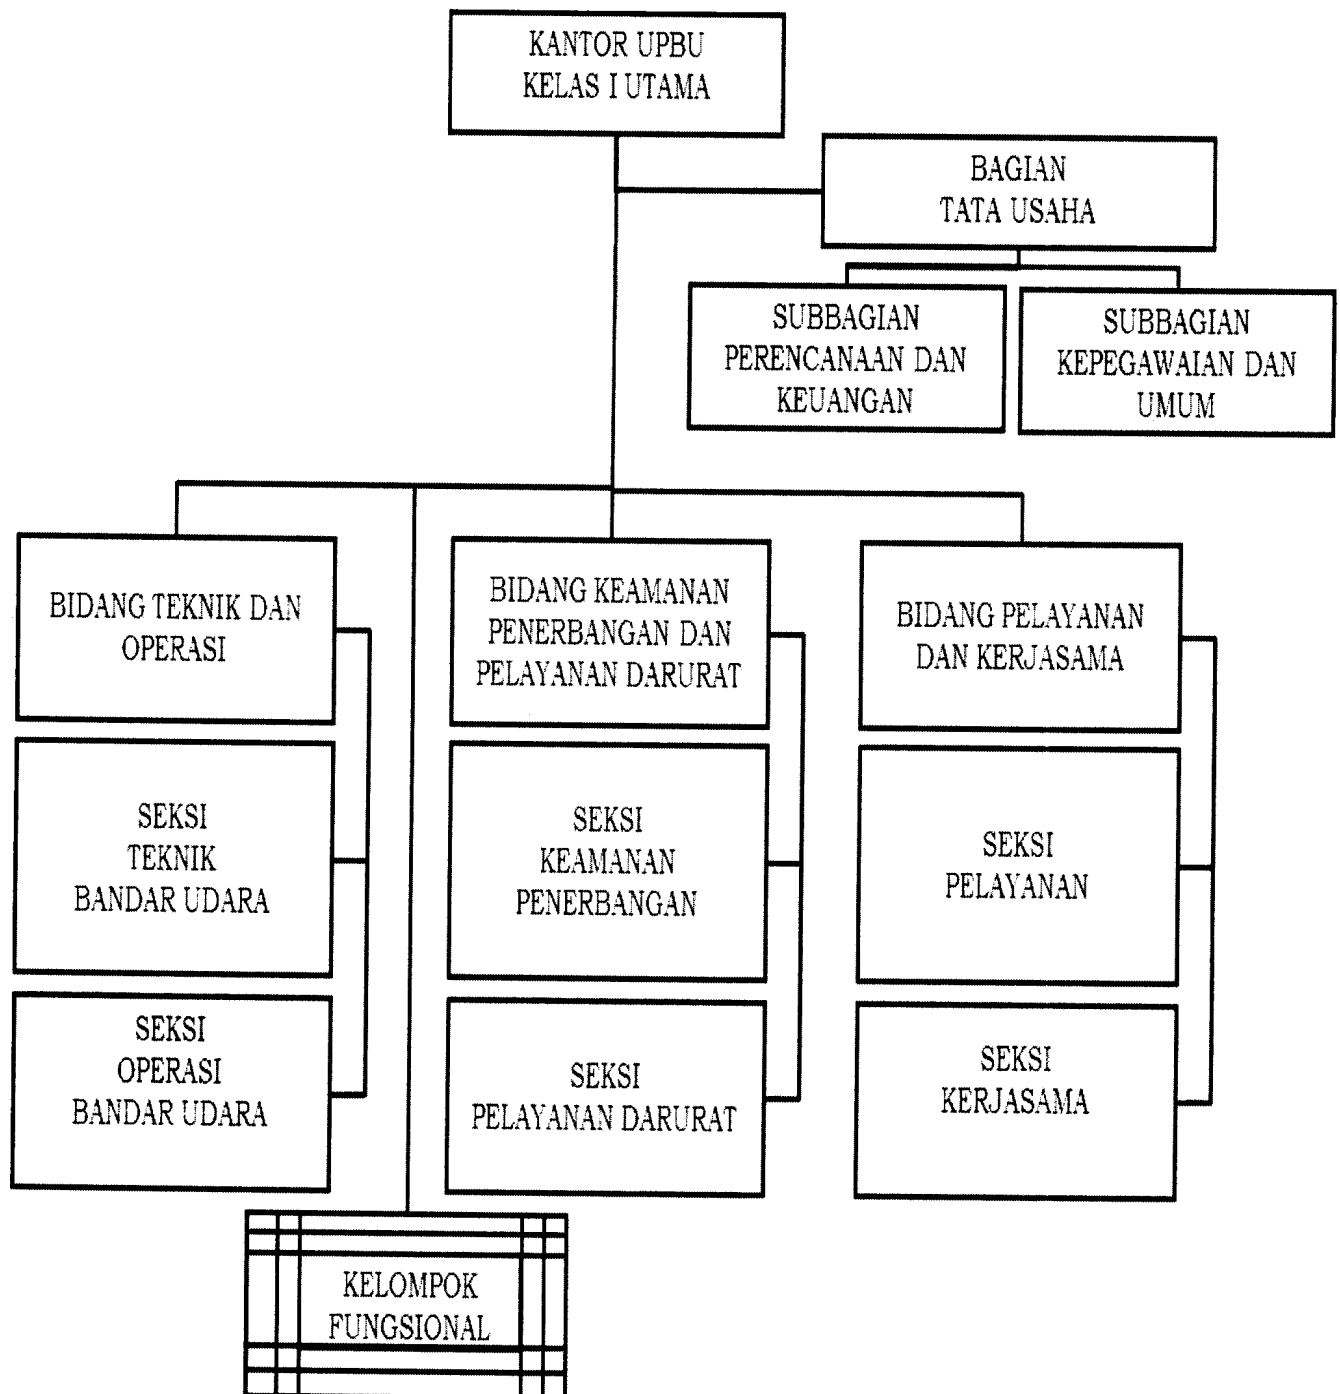 KANTOR UPBU
KELAS I UTAMA
BAGIAN
TATA USAHA
SUBBAGIAN
PERENCANAAN DAN
KEUANGAN
SUBBAGIAN
KEPEGAWAIAN DAN
UMUM
BIDANG TEKNIK DAN
OPERASI
BIDANG KEAMANAN
PENERBANGAN DAN
PELAYANAN DARURAT
BIDANG PELAYANAN
DAN KERJASAMA
SEKSI
TEKNIK
BANDAR UDARA
SEKSI
KEAMANAN
PENERBANGAN
SEKSI
PELAYANAN
SEKSI
OPERASI
BANDAR UDARA
SEKSI
PELAYANAN DARURAT
SEKSI
KERJASAMA
KELOMPOK
FUNGSIONAL